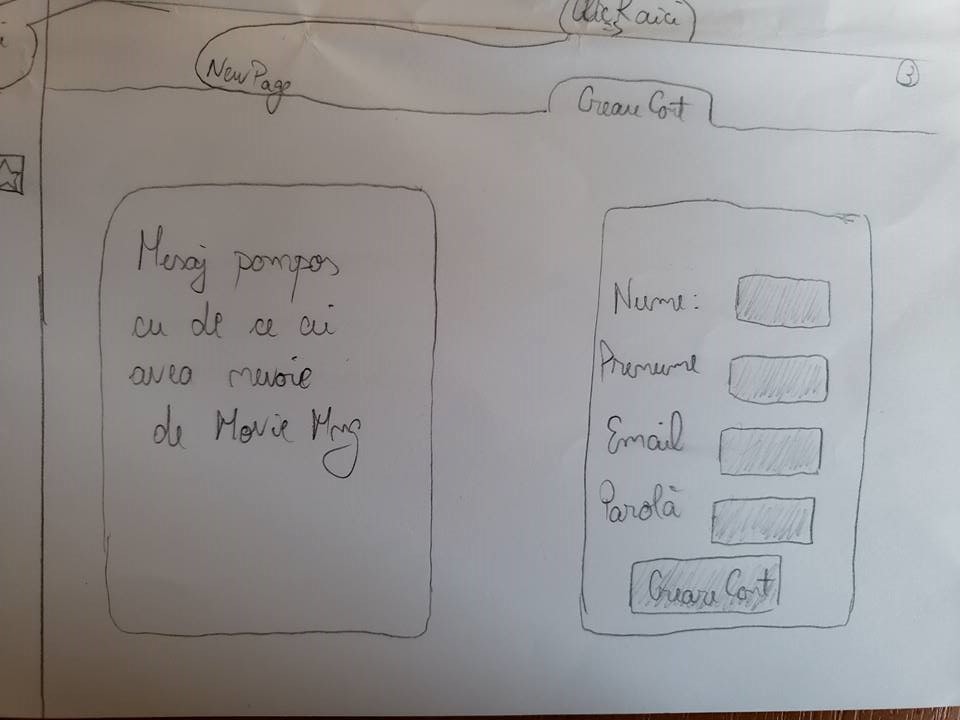 Click aici
New Page
3
Creare Cont
Mesaj pompos
cu de ce ai
avea nevoie
de Movie Mng
Nume:
Prenume
Email
Parolă
Creare Cont